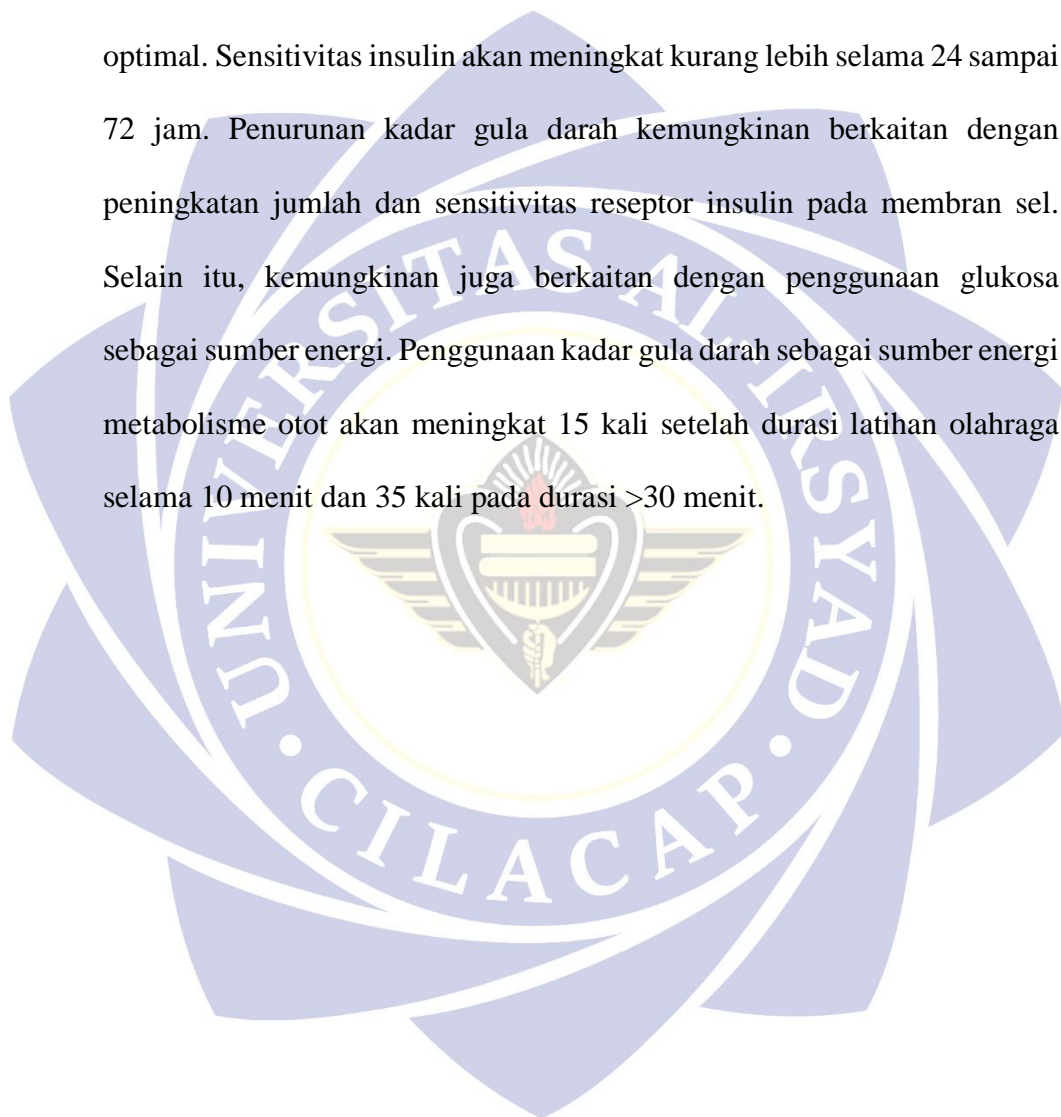 optimal. Sensitivitas insulin akan meningkat kurang lebih selama 24 sampai
72 jam. Penurunan kadar gula darah kemungkinan berkaitan dengan
peningkatan jumlah dan sensitivitas reseptor insulin pada membran sel.
Selain itu, kemungkinan juga berkaitan dengan penggunaan glukosa
sebagai sumber energi. Penggunaan kadar gula darah sebagai sumber energi
metabolisme otot akan meningkat 15 kali setelah durasi latihan olahraga
selama 10 menit dan 35 kali pada durasi >30 menit.
UNIVERSITAS AL-IRSYAD
• CILACAP •